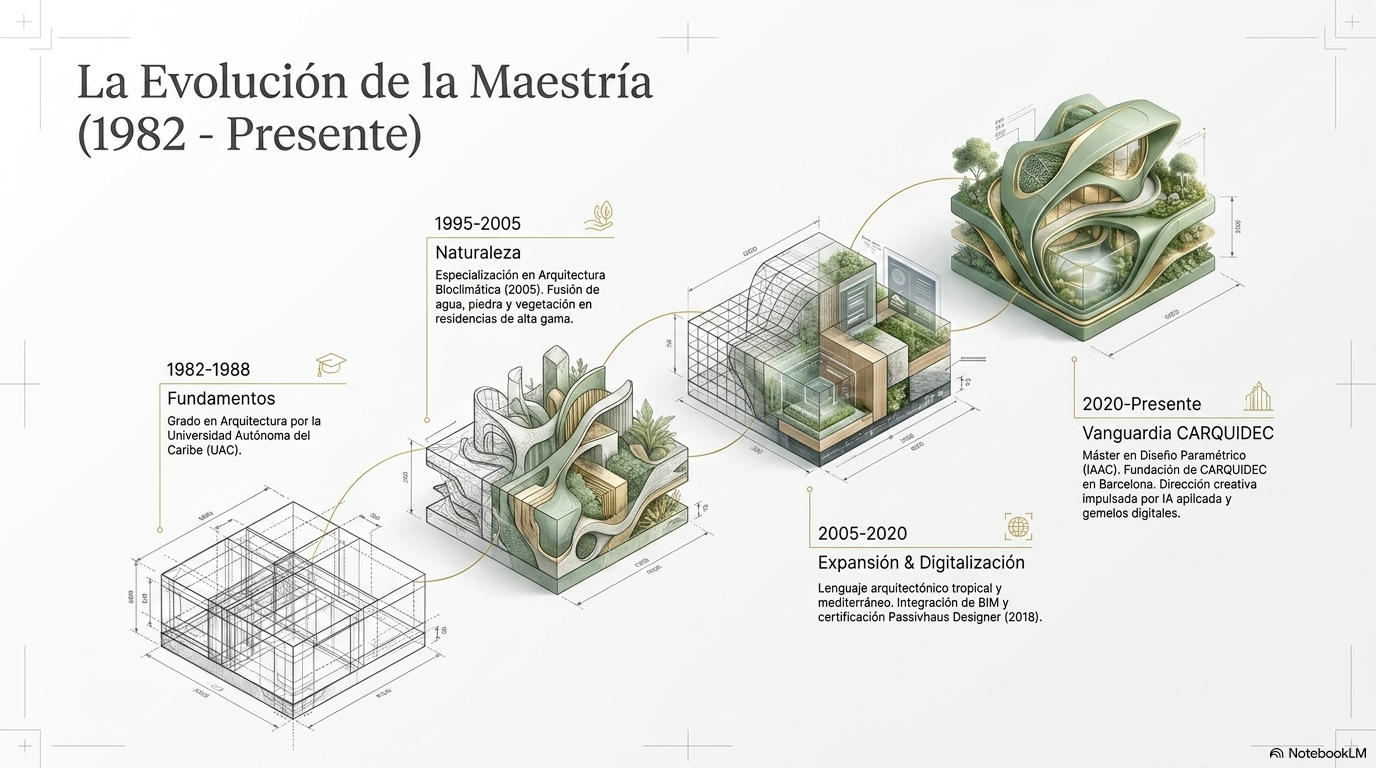 La Evolución de la Maestría
(1982 - Presente)
1982-1988
Fundamentos
Grado en Arquitectura por la
Universidad Autónoma del
Caribe (UAC).
1995-2005
Naturaleza
Especialización en Arquitectura
Bloclimática (2005). Fusión de
agua, piedra y vegetación en
residencias de alta gama.
2005-2020
Expansión & Digitalización
Lenguaje arquitectónico tropical y
mediterráneo. Integración de BIM y
certificación Passivhaus Designer (2018).
2020-Presente
Vanguardia CARQUIDEC
Máster en Diseño Paramétrico
(IAAC). Fundación de CARQUIDEC
en Barcelona. Dirección creativa
impulsada por IA aplicada y
gemelos digitales.
NotebookLM